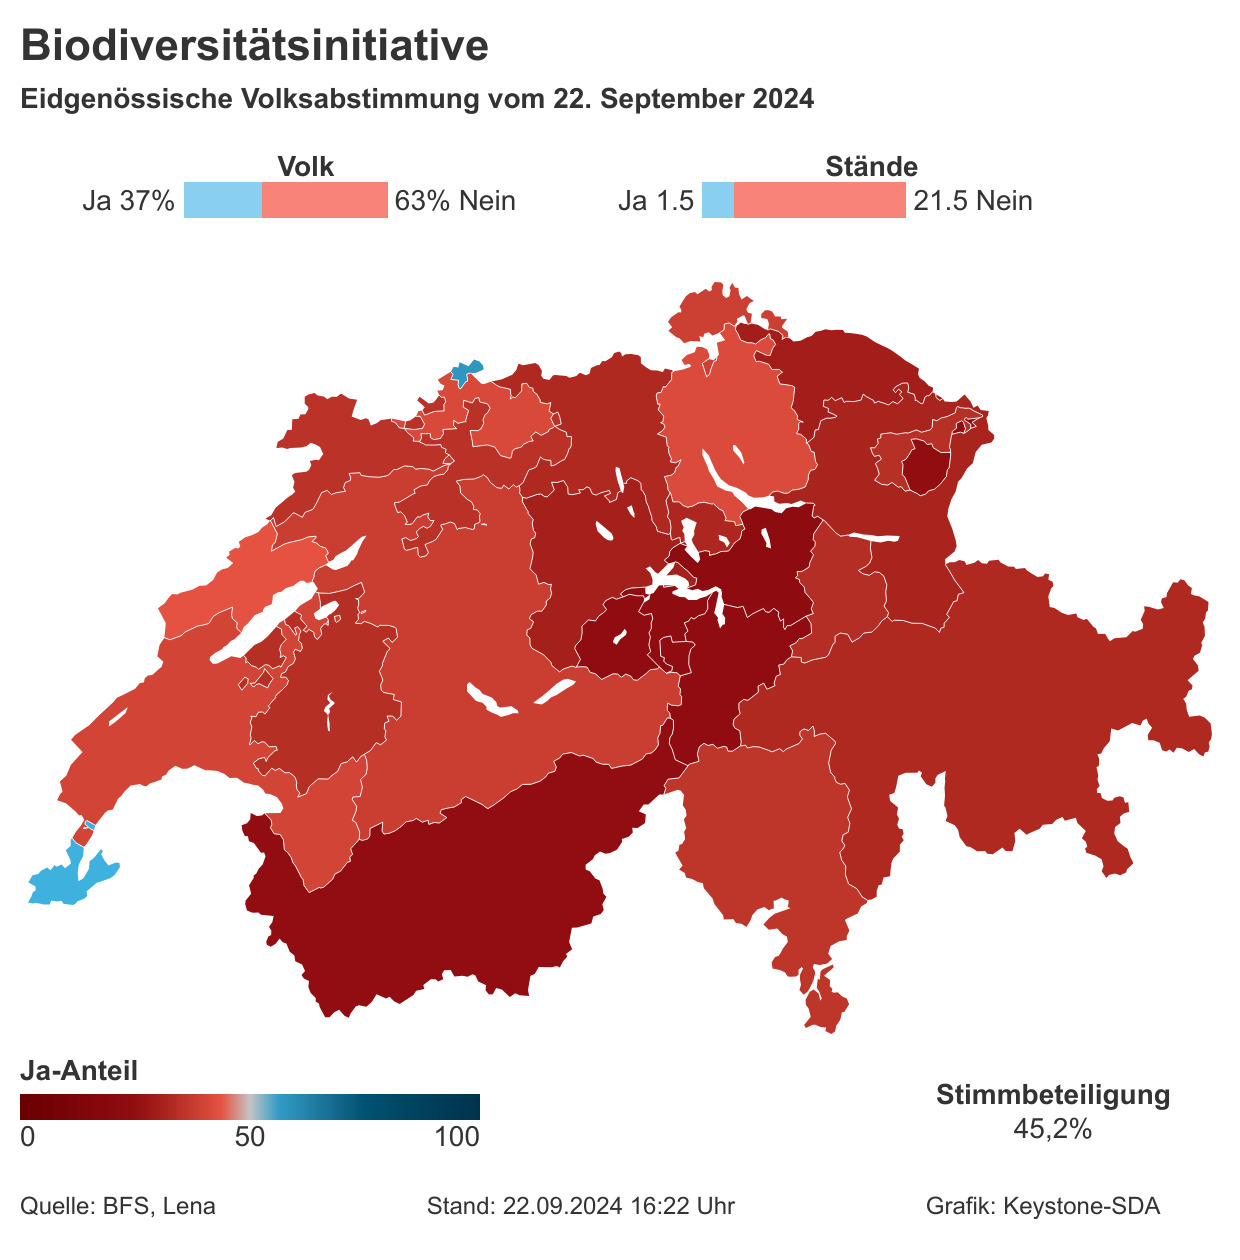 Biodiversitätsinitiative
Eidgenössische Volksabstimmung vom 22. September 2024
Volk
Ja 37% 63% Nein
Stände
Ja 1.5 21.5 Nein
Ja-Anteil
0 50 100
Stimmbeteiligung
45,2%
Quelle: BFS, Lena Stand: 22.09.2024 16:22 Uhr Grafik: Keystone-SDA